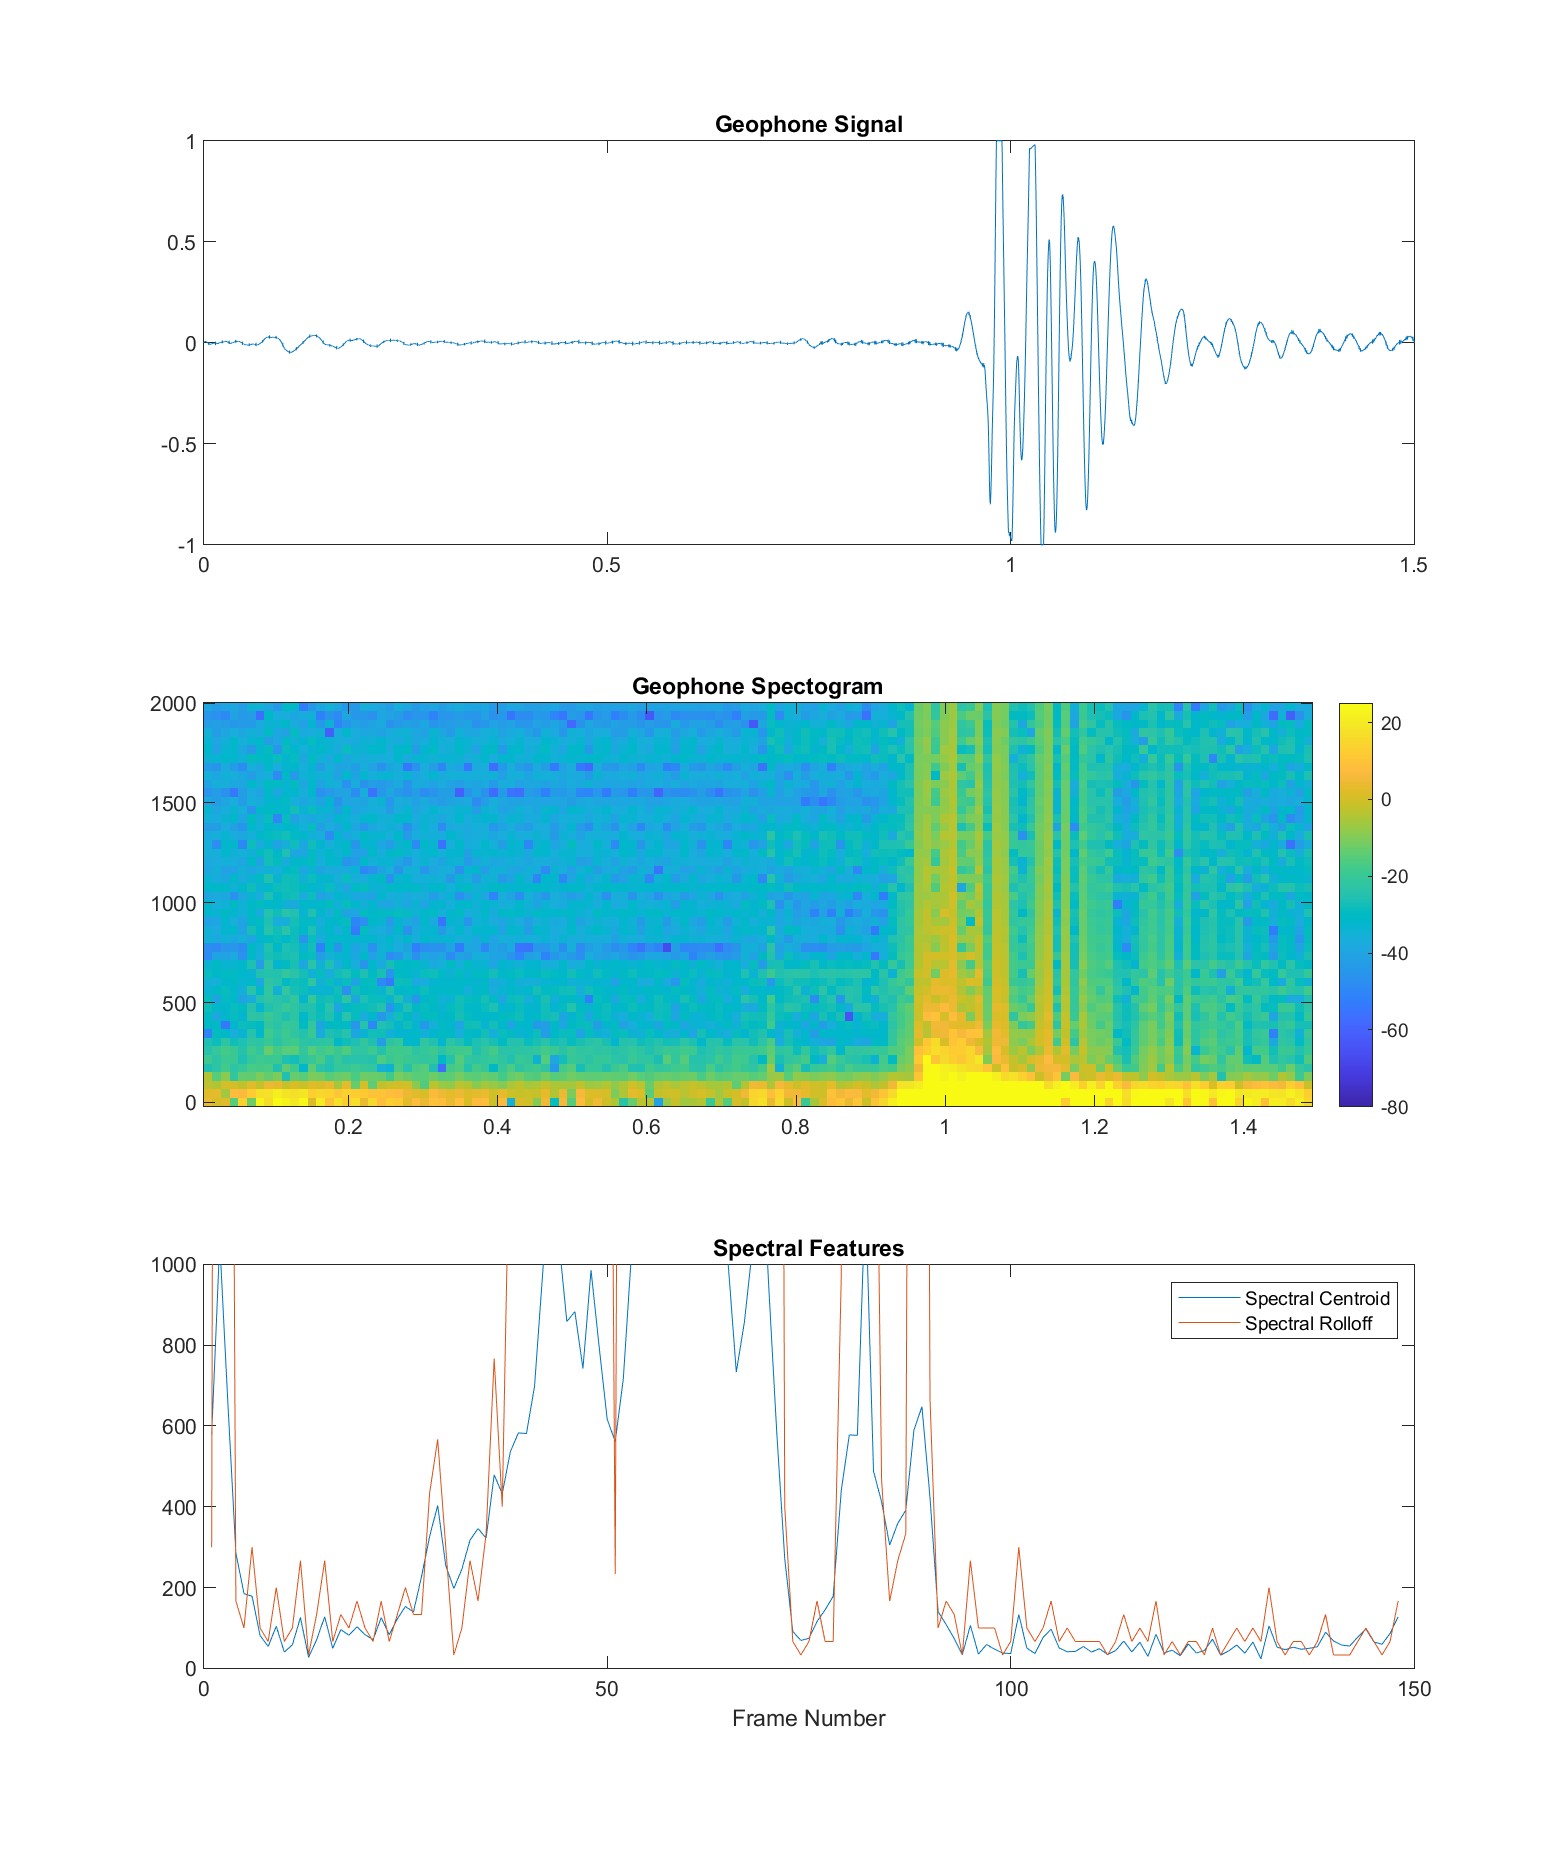 Geophone Signal
1
0.5
0
-0.5
-1
0 0.5 1 1.5
Geophone Spectogram
2000
1500
1000
500
0
0.2 0.4 0.6 0.8 1 1.2 1.4
20
0
-20
-40
-60
-80
Spectral Features
1000
800
600
400
200
0
Spectral Centroid
Spectral Rolloff
0 50 100 150
Frame Number